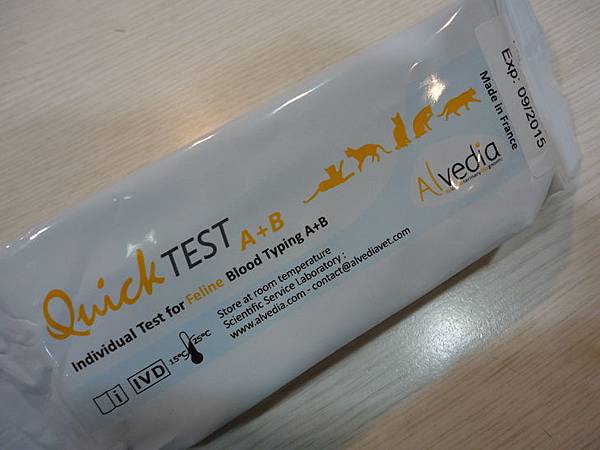 Exp: 09/2015
Made in France
Alvedia
QuickTEST A+B
Individual Test for Feline Blood Typing A+B
Store at room temperature
Scientific Service Laboratory :
www.alvedia.com - contact@alvediavet.com
i IVD 15°C 25°C